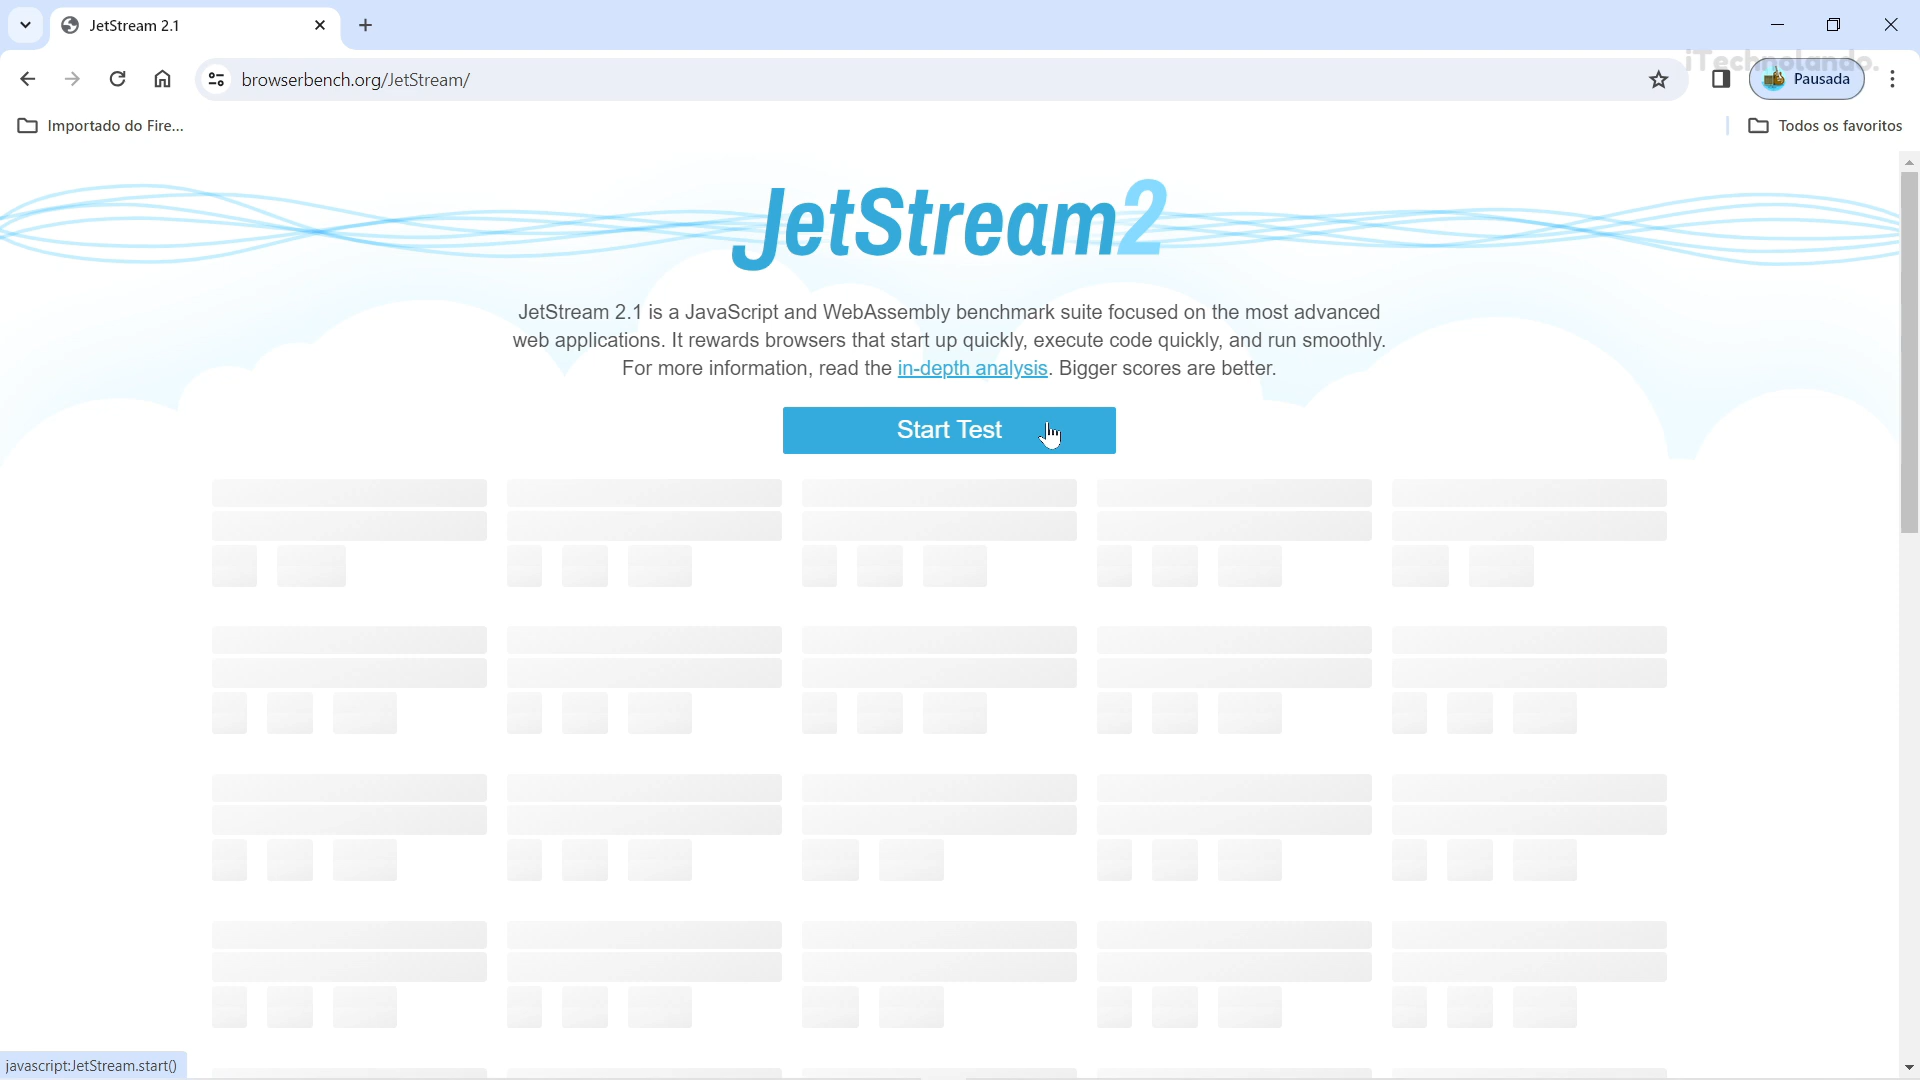 JetStream 2.1
browserbench.org/JetStream/
iTechnolando.
Pausada
Importado do Fire...
Todos os favoritos
JetStream2
JetStream 2.1 is a JavaScript and WebAssembly benchmark suite focused on the most advanced
web applications. It rewards browsers that start up quickly, execute code quickly, and run smoothly.
For more information, read the in-depth analysis. Bigger scores are better.
Start Test
javascript:JetStream.start()